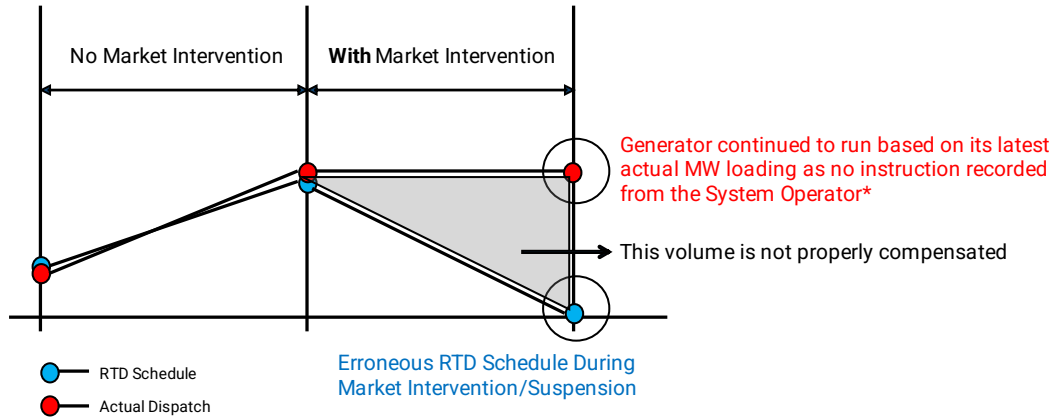 No Market Intervention
With Market Intervention
Generator continued to run based on its latest
actual MW loading as no instruction recorded
from the System Operator*
This volume is not properly compensated
Erroneous RTD Schedule During
Market Intervention/Suspension
RTD Schedule
Actual Dispatch